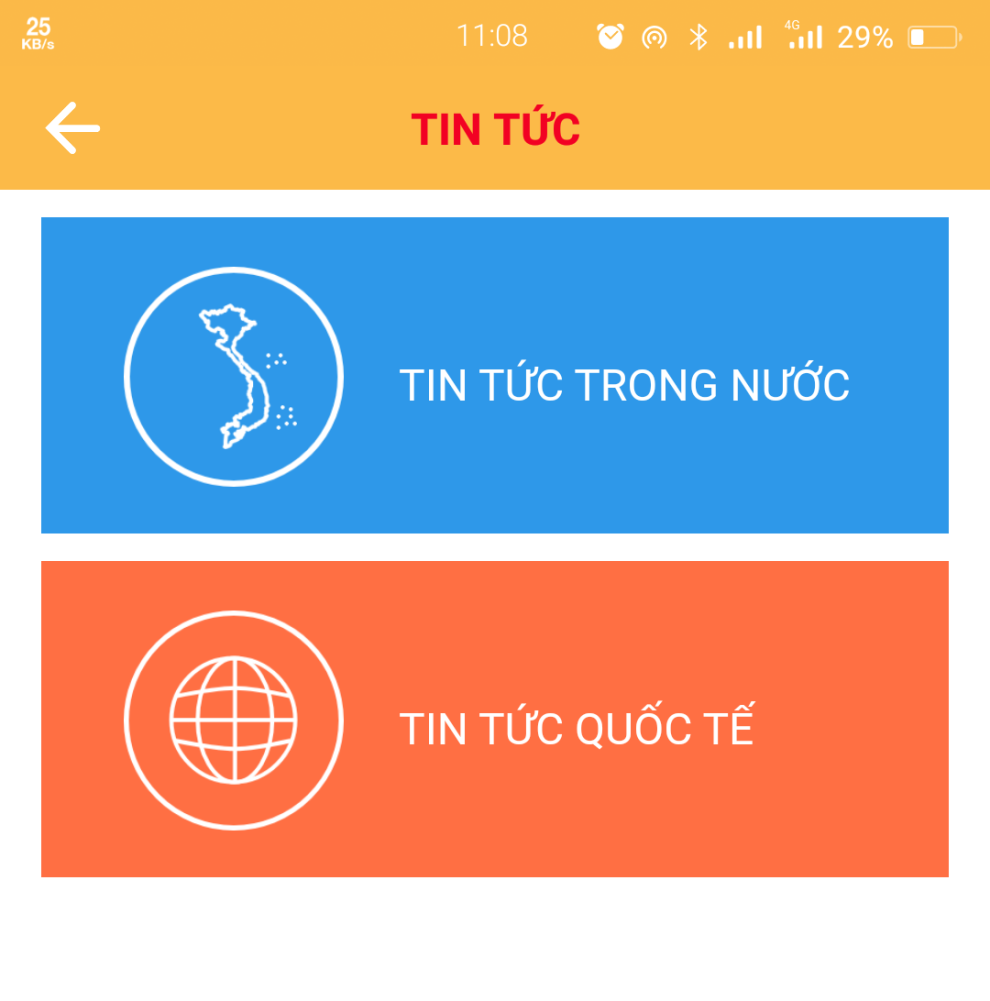 25
KB/s
11:08
4G
29%
TIN TỨC
TIN TỨC TRONG NƯỚC
TIN TỨC QUỐC TẾ